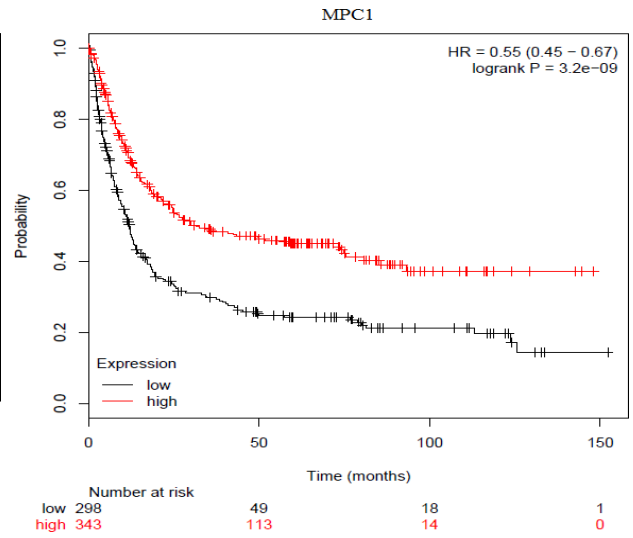 MPC1
HR = 0.55 (0.45 − 0.67)
logrank P = 3.2e−09
Probability
1.0
0.8
0.6
0.4
0.2
0.0
Expression
low
high
0 50 100 150
Time (months)
Number at risk
low 298 49 18 1
high 343 113 14 0